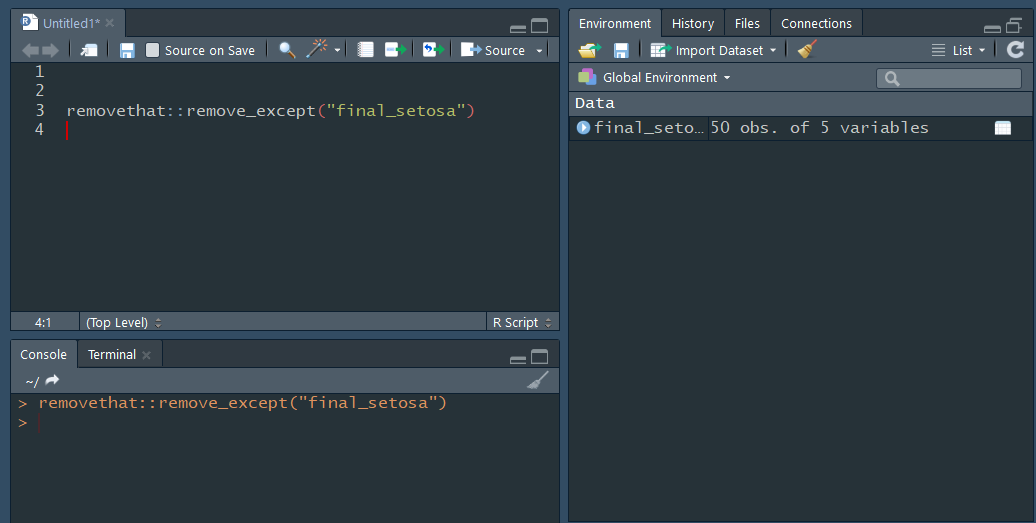 Untitled1*
Source on Save
Source
1
2
3 removethat::remove_except("final_setosa")
4
4:1 (Top Level) R Script
Console Terminal
~/
> removethat::remove_except("final_setosa")
>
Environment History Files Connections
Import Dataset List
Global Environment
Data
final_seto… 50 obs. of 5 variables